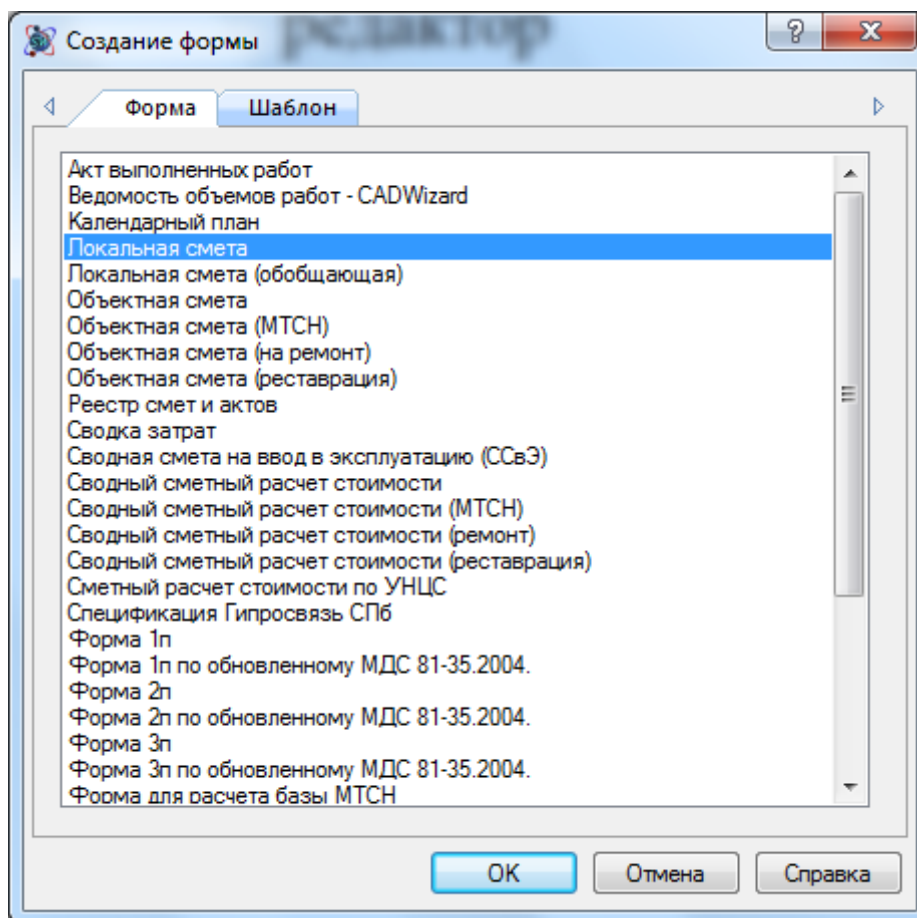 редактор
Создание формы
Форма Шаблон
Акт выполненных работ
Ведомость объемов работ - CADWizard
Календарный план
Локальная смета
Локальная смета (обобщающая)
Объектная смета
Объектная смета (МТСН)
Объектная смета (на ремонт)
Объектная смета (реставрация)
Реестр смет и актов
Сводка затрат
Сводная смета на ввод в эксплуатацию (ССвЭ)
Сводный сметный расчет стоимости
Сводный сметный расчет стоимости (МТСН)
Сводный сметный расчет стоимости (ремонт)
Сводный сметный расчет стоимости (реставрация)
Сметный расчет стоимости по УНЦС
Спецификация Гипросвязь СПб
Форма 1п
Форма 1п по обновленному МДС 81-35.2004.
Форма 2п
Форма 2п по обновленному МДС 81-35.2004.
Форма 3п
Форма 3п по обновленному МДС 81-35.2004.
Форма для расчета базы МТСН
OK Отмена Справка